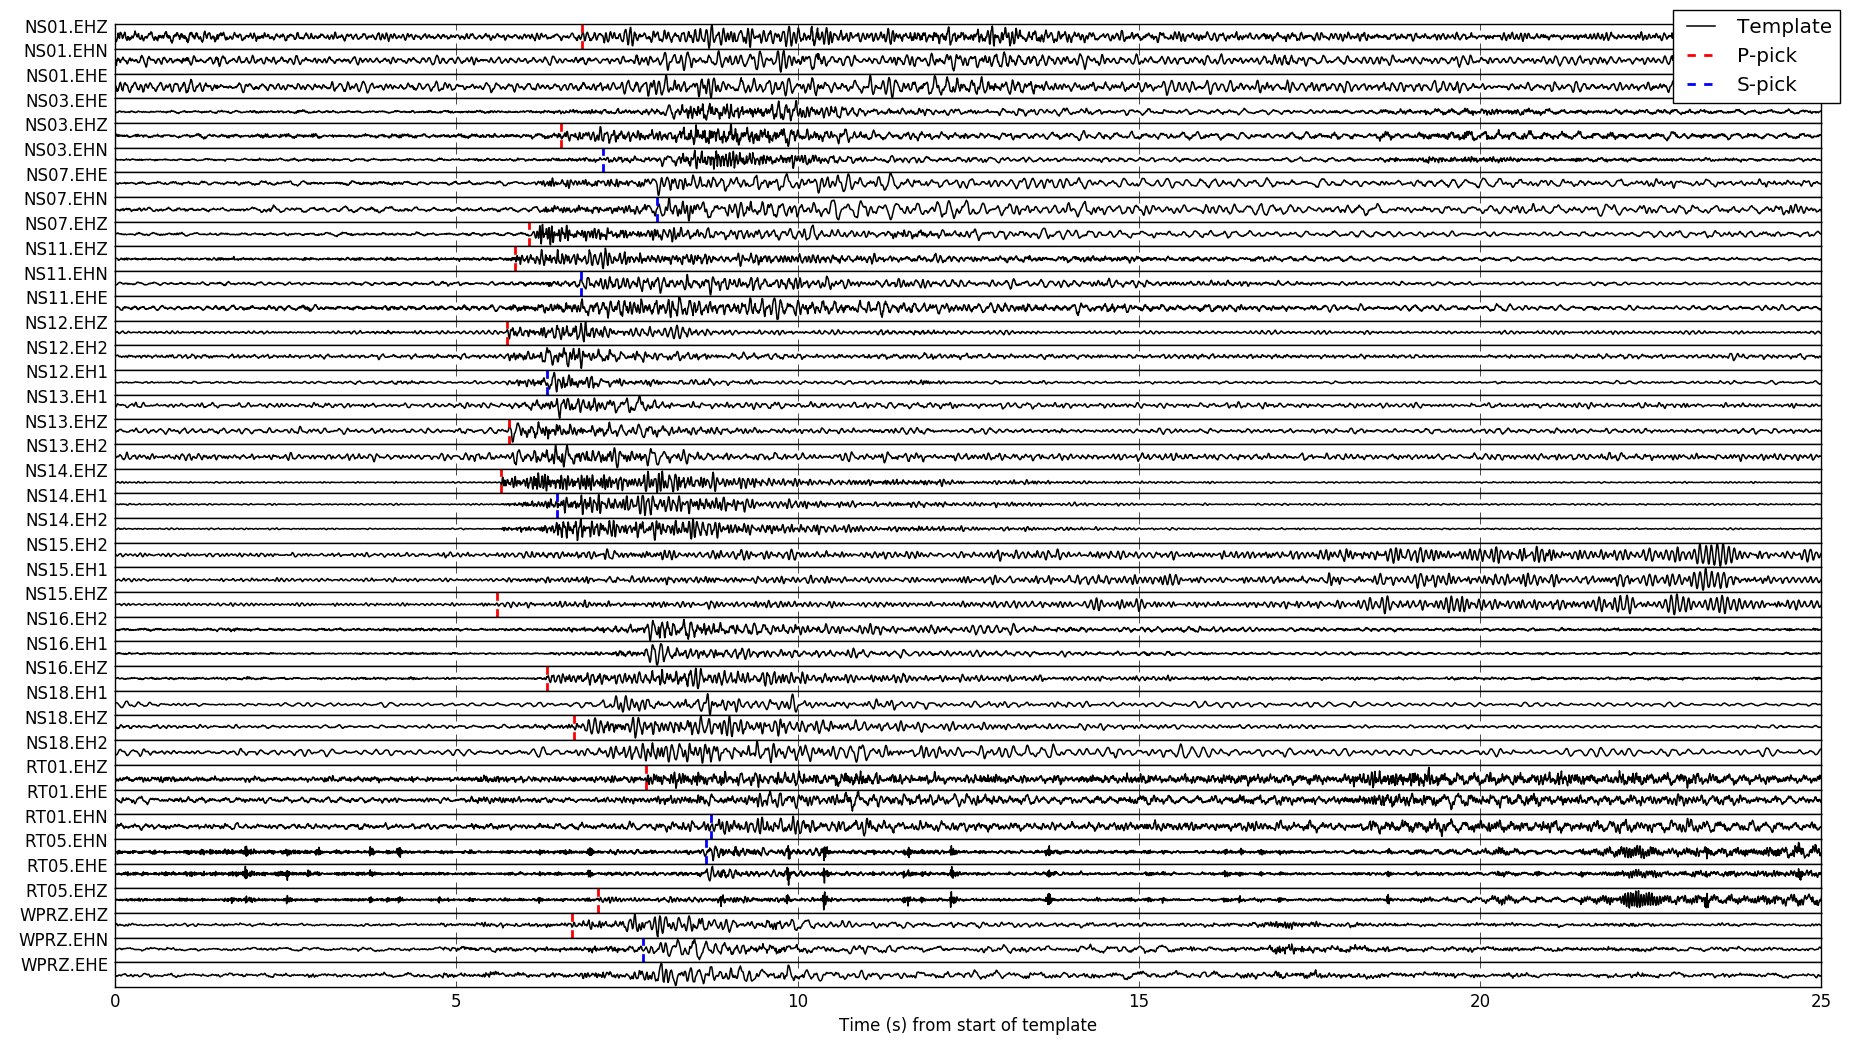 NS01.EHZ
NS01.EHN
NS01.EHE
NS03.EHE
NS03.EHZ
NS03.EHN
NS07.EHE
NS07.EHN
NS07.EHZ
NS11.EHZ
NS11.EHN
NS11.EHE
NS12.EHZ
NS12.EH2
NS12.EH1
NS13.EH1
NS13.EHZ
NS13.EH2
NS14.EHZ
NS14.EH1
NS14.EH2
NS15.EH2
NS15.EH1
NS15.EHZ
NS16.EH2
NS16.EH1
NS16.EHZ
NS18.EH1
NS18.EHZ
NS18.EH2
RT01.EHZ
RT01.EHE
RT01.EHN
RT05.EHN
RT05.EHE
RT05.EHZ
WPRZ.EHZ
WPRZ.EHN
WPRZ.EHE
Template
P-pick
S-pick
0 5 10 15 20 25
Time (s) from start of template